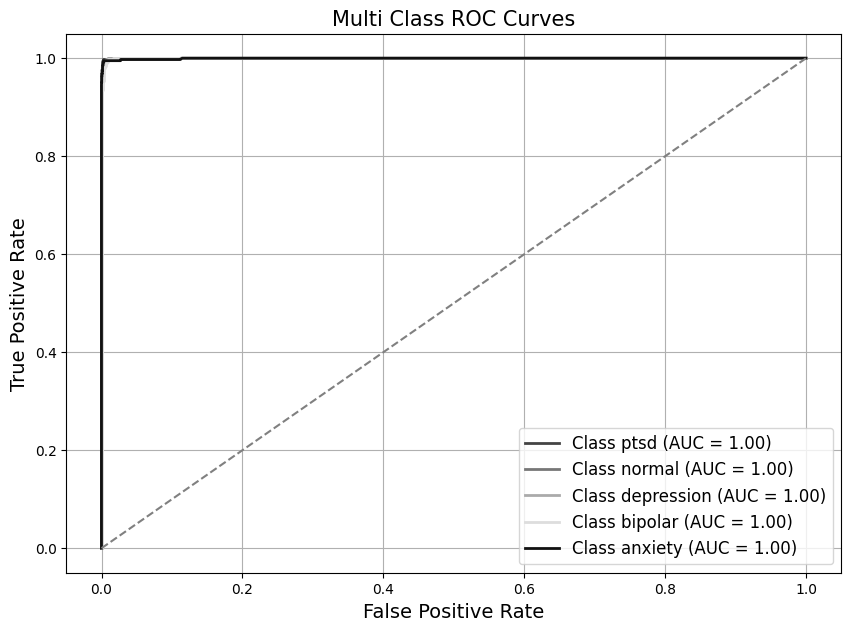 Multi Class ROC Curves
True Positive Rate
1.0
0.8
0.6
0.4
0.2
0.0
Class ptsd (AUC = 1.00)
Class normal (AUC = 1.00)
Class depression (AUC = 1.00)
Class bipolar (AUC = 1.00)
Class anxiety (AUC = 1.00)
0.0 0.2 0.4 0.6 0.8 1.0
False Positive Rate